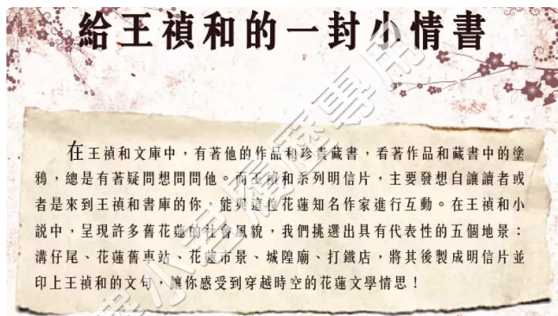 給王禎和的一封小情書
在王禎和文庫中，有著他的作品和珍貴藏書，看著作品和藏書中的塗
鴉，總是有著疑問想問問他。而王禎和系列明信片，主要發想自讓讀者或
者是來到王禎和書庫的你，能與這位花蓮知名作家進行互動。在王禎和小
說中，呈現許多舊花蓮的社會風貌，我們挑選出具有代表性的五個地景：
溝仔尾、花蓮舊車站、花蓮市景、城隍廟、打鐵店，將其後製成明信片並
印上王禎和的文句，讓你感受到穿越時空的花蓮文學情思！